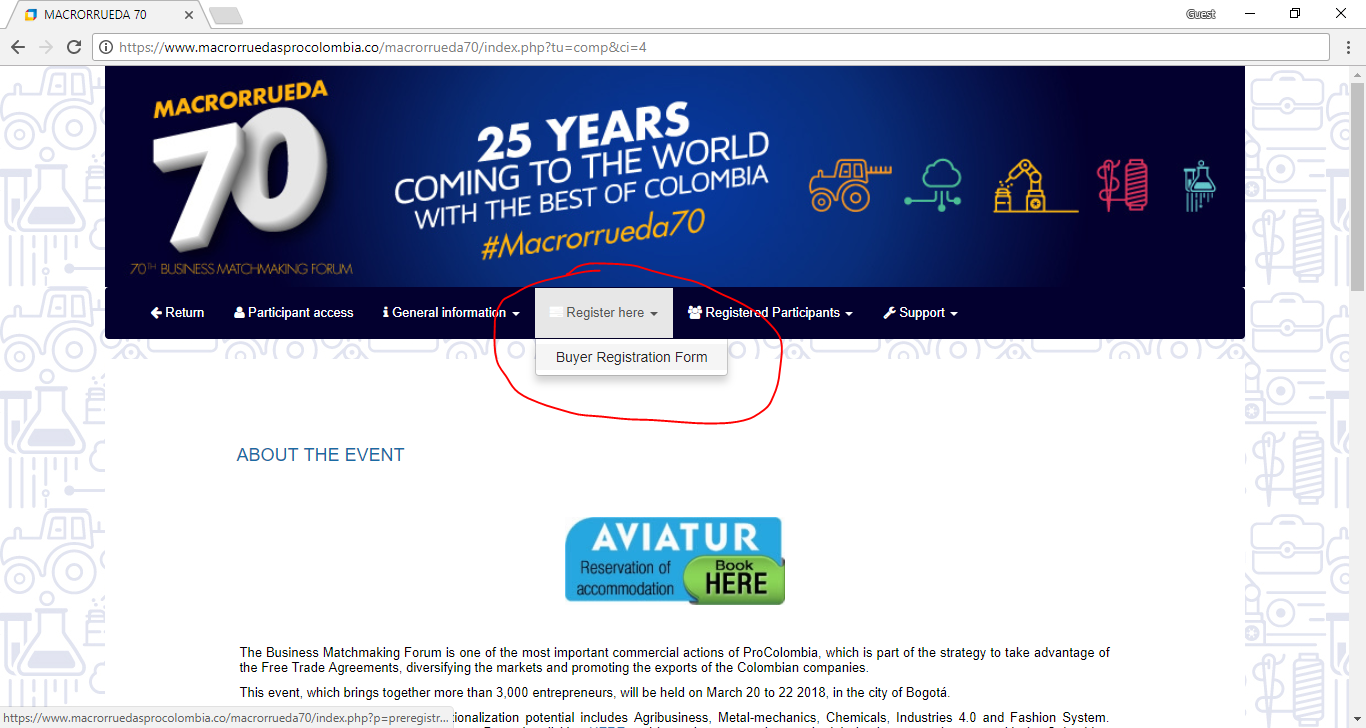 MACRORRUEDA 70
Guest
https://www.macrorruedasprocolombia.co/macrorrueda70/index.php?tu=comp&ci=4
MACRORRUEDA
70
70TH BUSINESS MATCHMAKING FORUM
25 YEARS
COMING TO THE WORLD
WITH THE BEST OF COLOMBIA
#Macrorrueda70
Return
Participant access
General information
Register here
Registered Participants
Support
Buyer Registration Form
ABOUT THE EVENT
AVIATUR
Reservation of
accommodation
Book
HERE
The Business Matchmaking Forum is one of the most important commercial actions of ProColombia, which is part of the strategy to take advantage of
the Free Trade Agreements, diversifying the markets and promoting the exports of the Colombian companies.
This event, which brings together more than 3,000 entrepreneurs, will be held on March 20 to 22 2018, in the city of Bogotá.
https://www.macrorruedasprocolombia.co/macrorrueda70/index.php?p=preregistr...
tionalization potential includes Agribusiness, Metal-mechanics, Chemicals, Industries 4.0 and Fashion System.